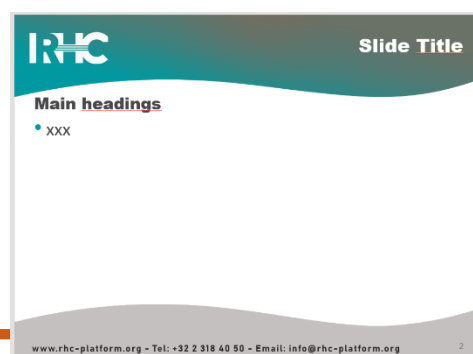 RHC
Slide Title
Main headings
• xxx
www.rhc-platform.org - Tel: +32 2 318 40 50 - Email: info@rhc-platform.org
2